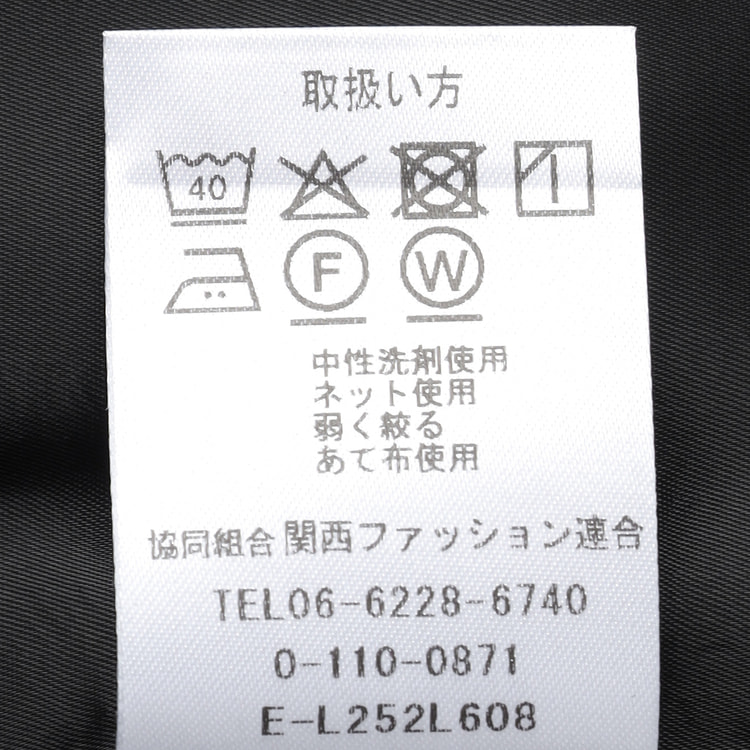 取扱い方
40
F W
中性洗剤使用
ネット使用
弱く絞る
あて布使用
協同組合関西ファッション連合
TEL06-6228-6740
0-110-0871
E-L252L608